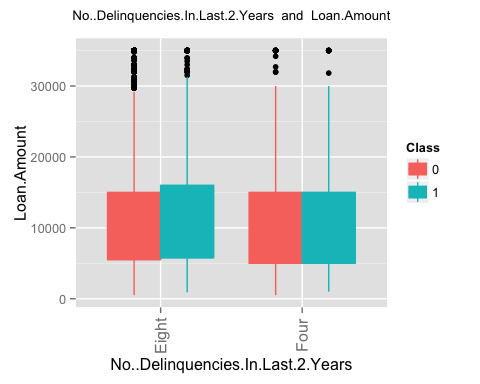 No..Delinquencies.In.Last.2.Years and Loan.Amount
Loan.Amount
30000
20000
10000
0
Class
0
1
Eight
Four
No..Delinquencies.In.Last.2.Years